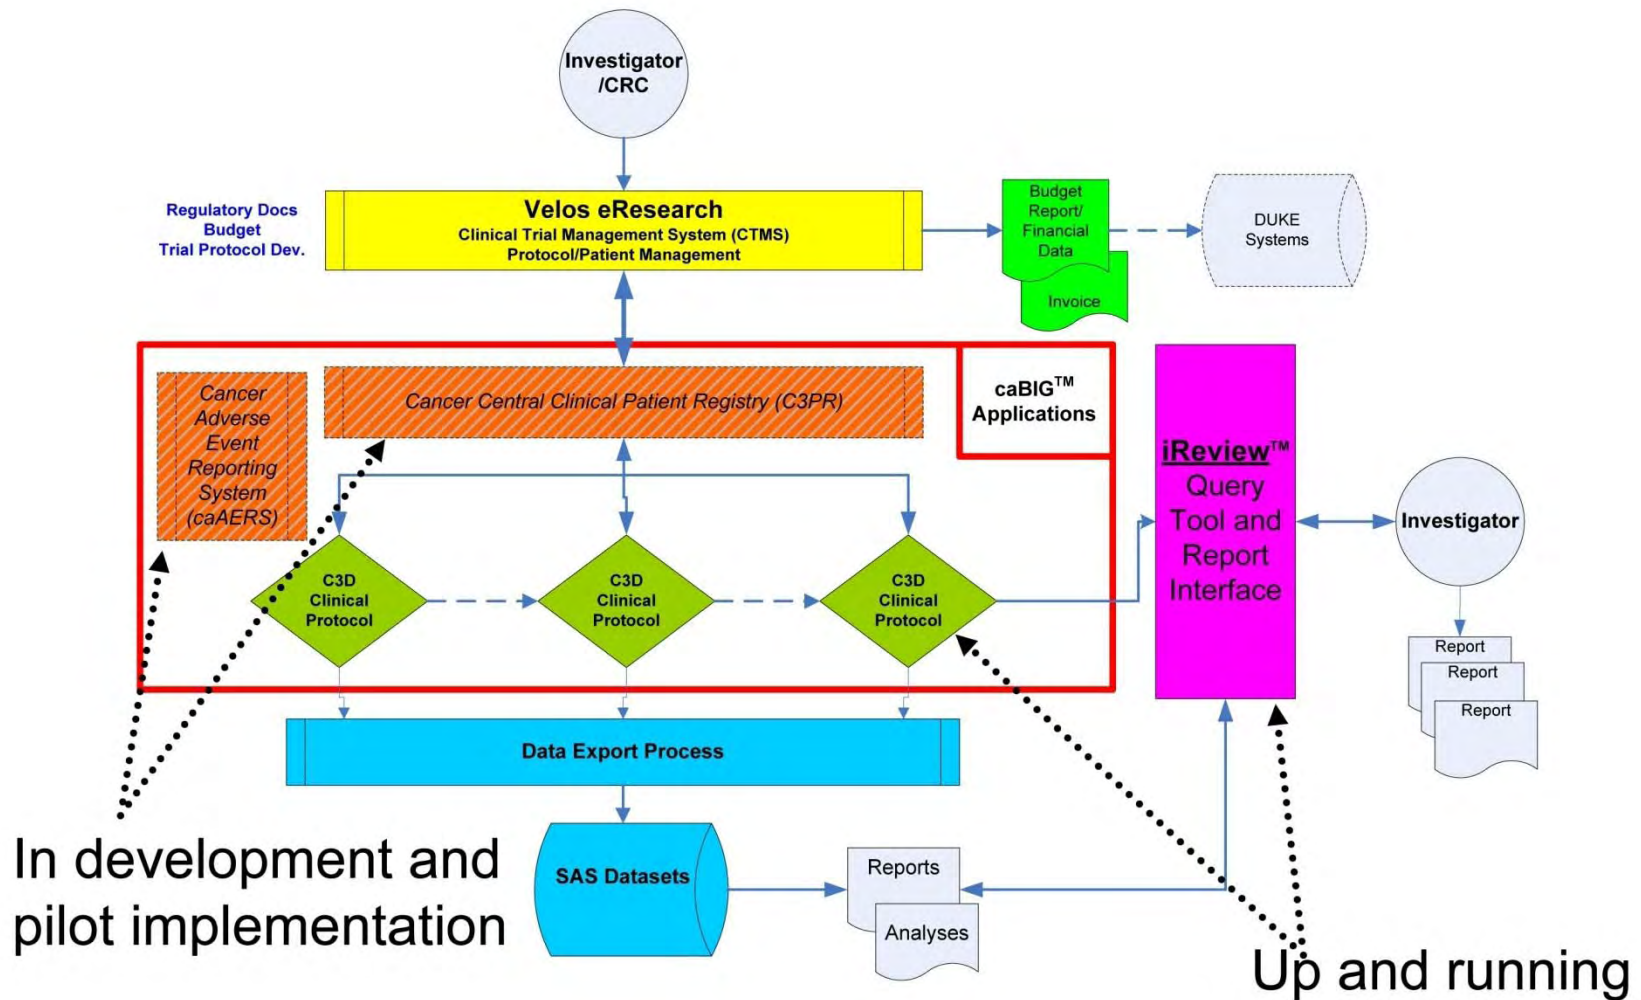 Investigator
/CRC
Regulatory Docs
Budget
Trial Protocol Dev.
Velos eResearch
Clinical Trial Management System (CTMS)
Protocol/Patient Management
Budget
Report/
Financial
Data
Invoice
DUKE
Systems
Cancer
Adverse
Event
Reporting
System
(caAERS)
Cancer Central Clinical Patient Registry (C3PR)
caBIG™
Applications
iReview™
Query
Tool and
Report
Interface
Investigator
C3D
Clinical
Protocol
C3D
Clinical
Protocol
C3D
Clinical
Protocol
Report
Report
Report
Data Export Process
SAS Datasets
Reports
Analyses
In development and
pilot implementation
Up and running